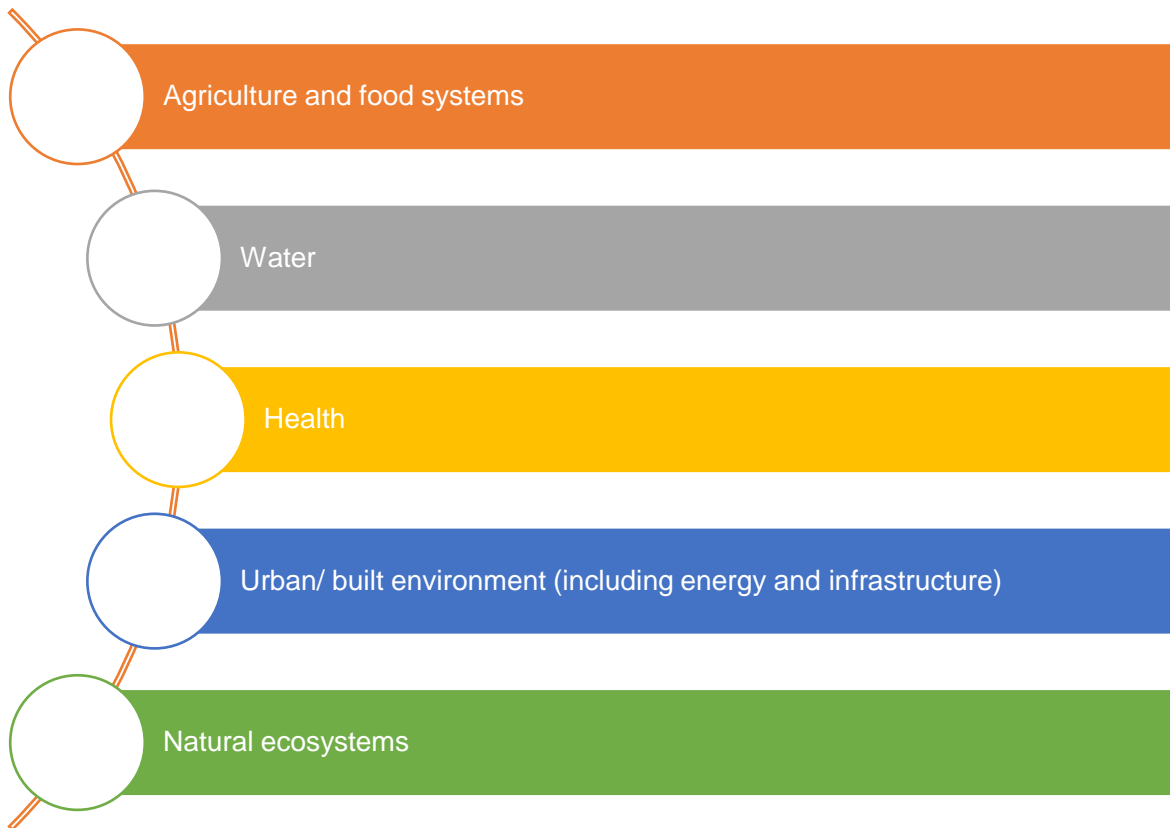 Agriculture and food systems
Water
Health
Urban/ built environment (including energy and infrastructure)
Natural ecosystems